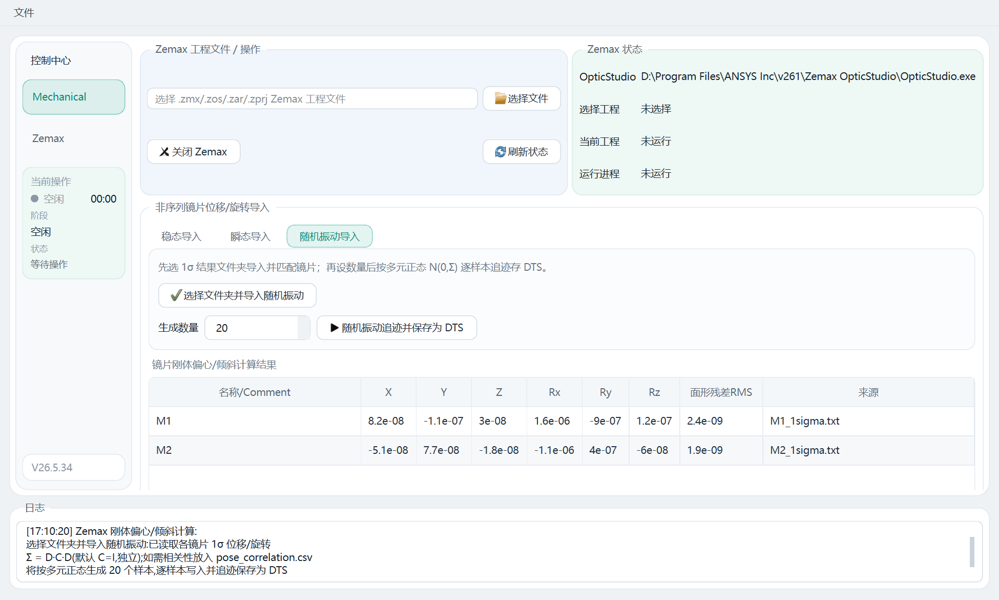 文件
控制中心
Mechanical
Zemax
当前操作
空闲 00:00
阶段
空闲
状态
等待操作
V26.5.34
Zemax 工程文件 / 操作
选择 .zmx/.zos/.zar/.zprj Zemax 工程文件
选择文件
关闭 Zemax
刷新状态
Zemax 状态
OpticStudio D:\Program Files\ANSYS Inc\v261\Zemax OpticStudio\OpticStudio.exe
选择工程 未选择
当前工程 未运行
运行进程 未运行
非序列镜片位移/旋转导入
稳态导入 瞬态导入 随机振动导入
先选 1σ 结果文件夹导入并匹配镜片；再设数量后按多元正态 N(0,Σ) 逐样本追迹存 DTS。
选择文件夹并导入随机振动
生成数量 20 随机振动追迹并保存为 DTS
镜片刚体偏心/倾斜计算结果
名称/Comment X Y Z Rx Ry Rz 面形残差RMS 来源
M1 8.2e-08 -1.1e-07 3e-08 1.6e-06 -9e-07 1.2e-07 2.4e-09 M1_1sigma.txt
M2 -5.1e-08 7.7e-08 -1.8e-08 -1.1e-06 4e-07 -6e-08 1.9e-09 M2_1sigma.txt
日志
[17:10:20] Zemax 刚体偏心/倾斜计算:
选择文件夹并导入随机振动:已读取各镜片 1σ 位移/旋转
Σ = D·C·D(默认 C=I,独立);如需相关性放入 pose_correlation.csv
将按多元正态生成 20 个样本,逐样本写入并追迹保存为 DTS